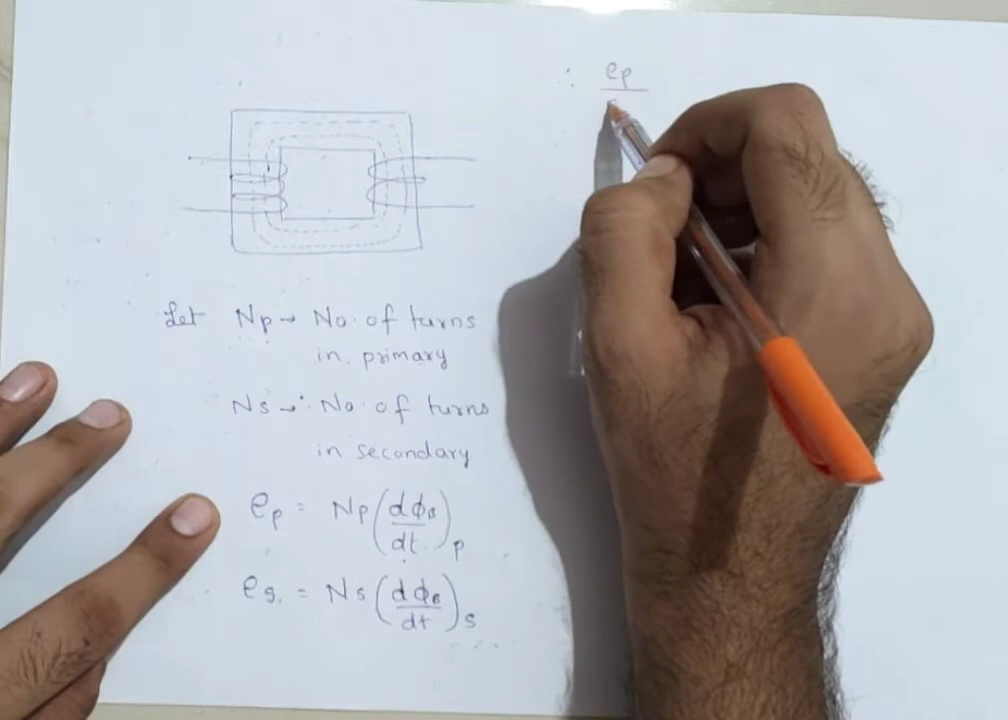 Let Np → No. of turns
in primary
Ns → No. of turns
in secondary
ep = Np (dϕB/dt)p
es = Ns (dϕB/dt)s
∴ ep